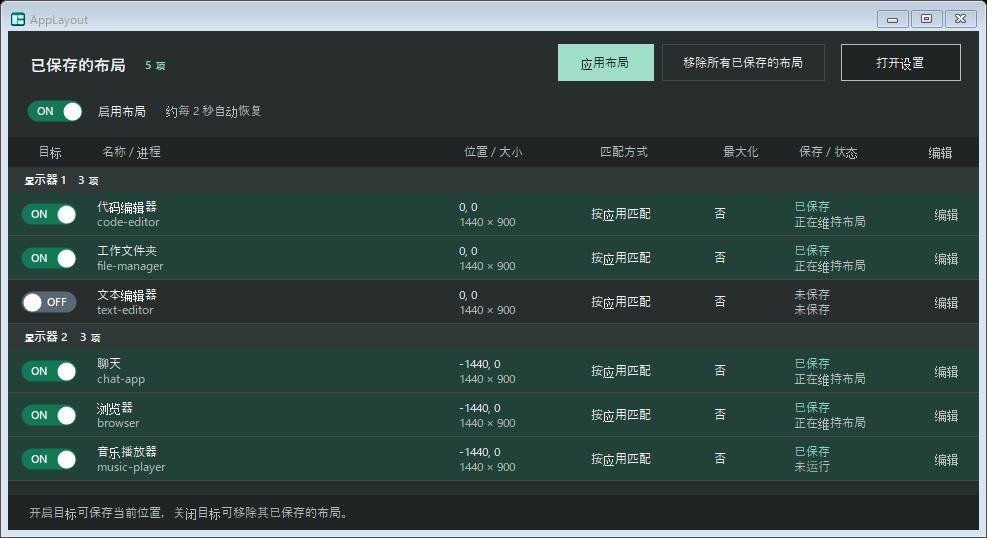 AppLayout
已保存的布局 5 项 应用布局 移除所有已保存的布局 打开设置
ON 启用布局 约每 2 秒自动恢复
目标 名称 / 进程 位置 / 大小 匹配方式 最大化 保存 / 状态 编辑
显示器 1 3 项
ON 代码编辑器 0, 0 按应用匹配 否 已保存 编辑
code-editor 1440 × 900 正在维持布局
ON 工作文件夹 0, 0 按应用匹配 否 已保存 编辑
file-manager 1440 × 900 正在维持布局
OFF 文本编辑器 0, 0 按应用匹配 否 未保存 编辑
text-editor 1440 × 900 未保存
显示器 2 3 项
ON 聊天 -1440, 0 按应用匹配 否 已保存 编辑
chat-app 1440 × 900 正在维持布局
ON 浏览器 -1440, 0 按应用匹配 否 已保存 编辑
browser 1440 × 900 正在维持布局
ON 音乐播放器 -1440, 0 按应用匹配 否 已保存 编辑
music-player 1440 × 900 未运行
开启目标可保存当前位置，关闭目标可移除其已保存的布局。